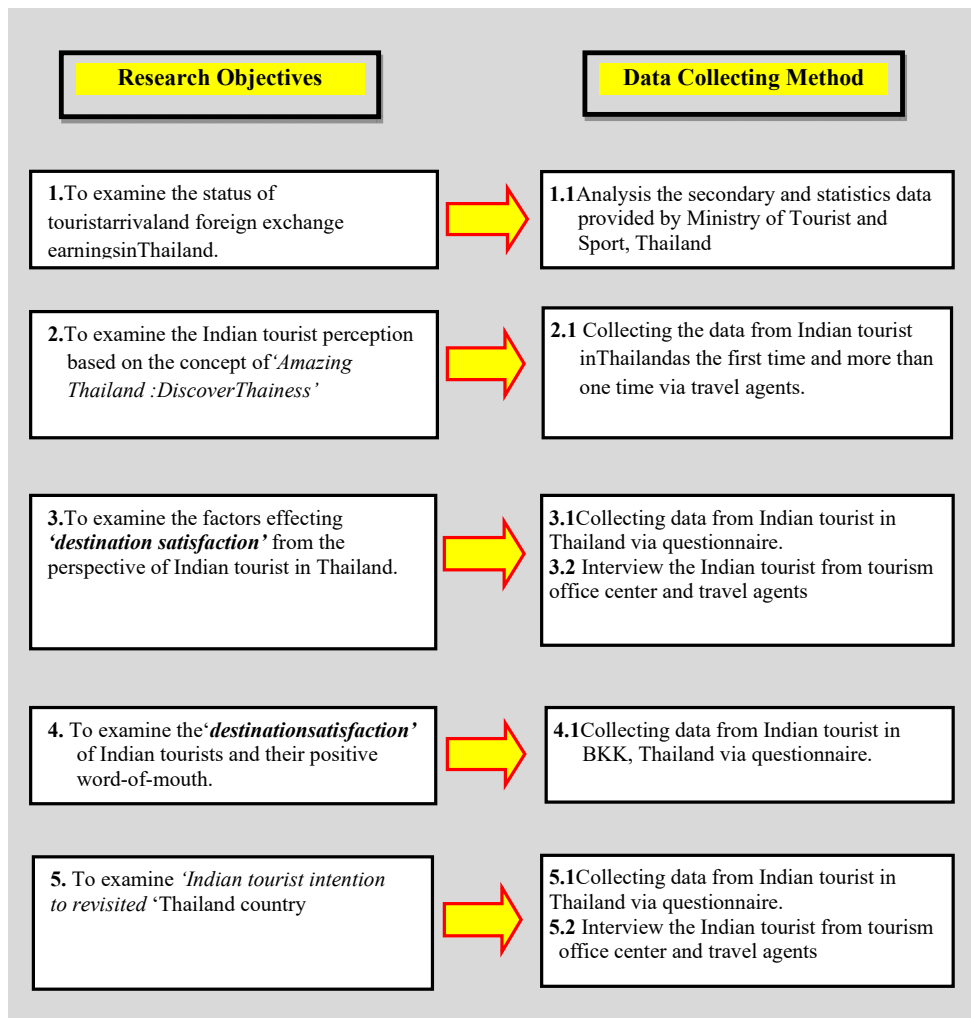 Research Objectives
Data Collecting Method
1.To examine the status of
touristarrivaland foreign exchange
earningsinThailand.
1.1Analysis the secondary and statistics data
provided by Ministry of Tourist and
Sport, Thailand
2.To examine the Indian tourist perception
based on the concept of‘Amazing
Thailand :DiscoverThainess’
2.1 Collecting the data from Indian tourist
inThailandas the first time and more than
one time via travel agents.
3.To examine the factors effecting
‘destination satisfaction’ from the
perspective of Indian tourist in Thailand.
3.1Collecting data from Indian tourist in
Thailand via questionnaire.
3.2 Interview the Indian tourist from tourism
office center and travel agents
4. To examine the‘destinationsatisfaction’
of Indian tourists and their positive
word-of-mouth.
4.1Collecting data from Indian tourist in
BKK, Thailand via questionnaire.
5. To examine ‘Indian tourist intention
to revisited ‘Thailand country
5.1Collecting data from Indian tourist in
Thailand via questionnaire.
5.2 Interview the Indian tourist from tourism
office center and travel agents